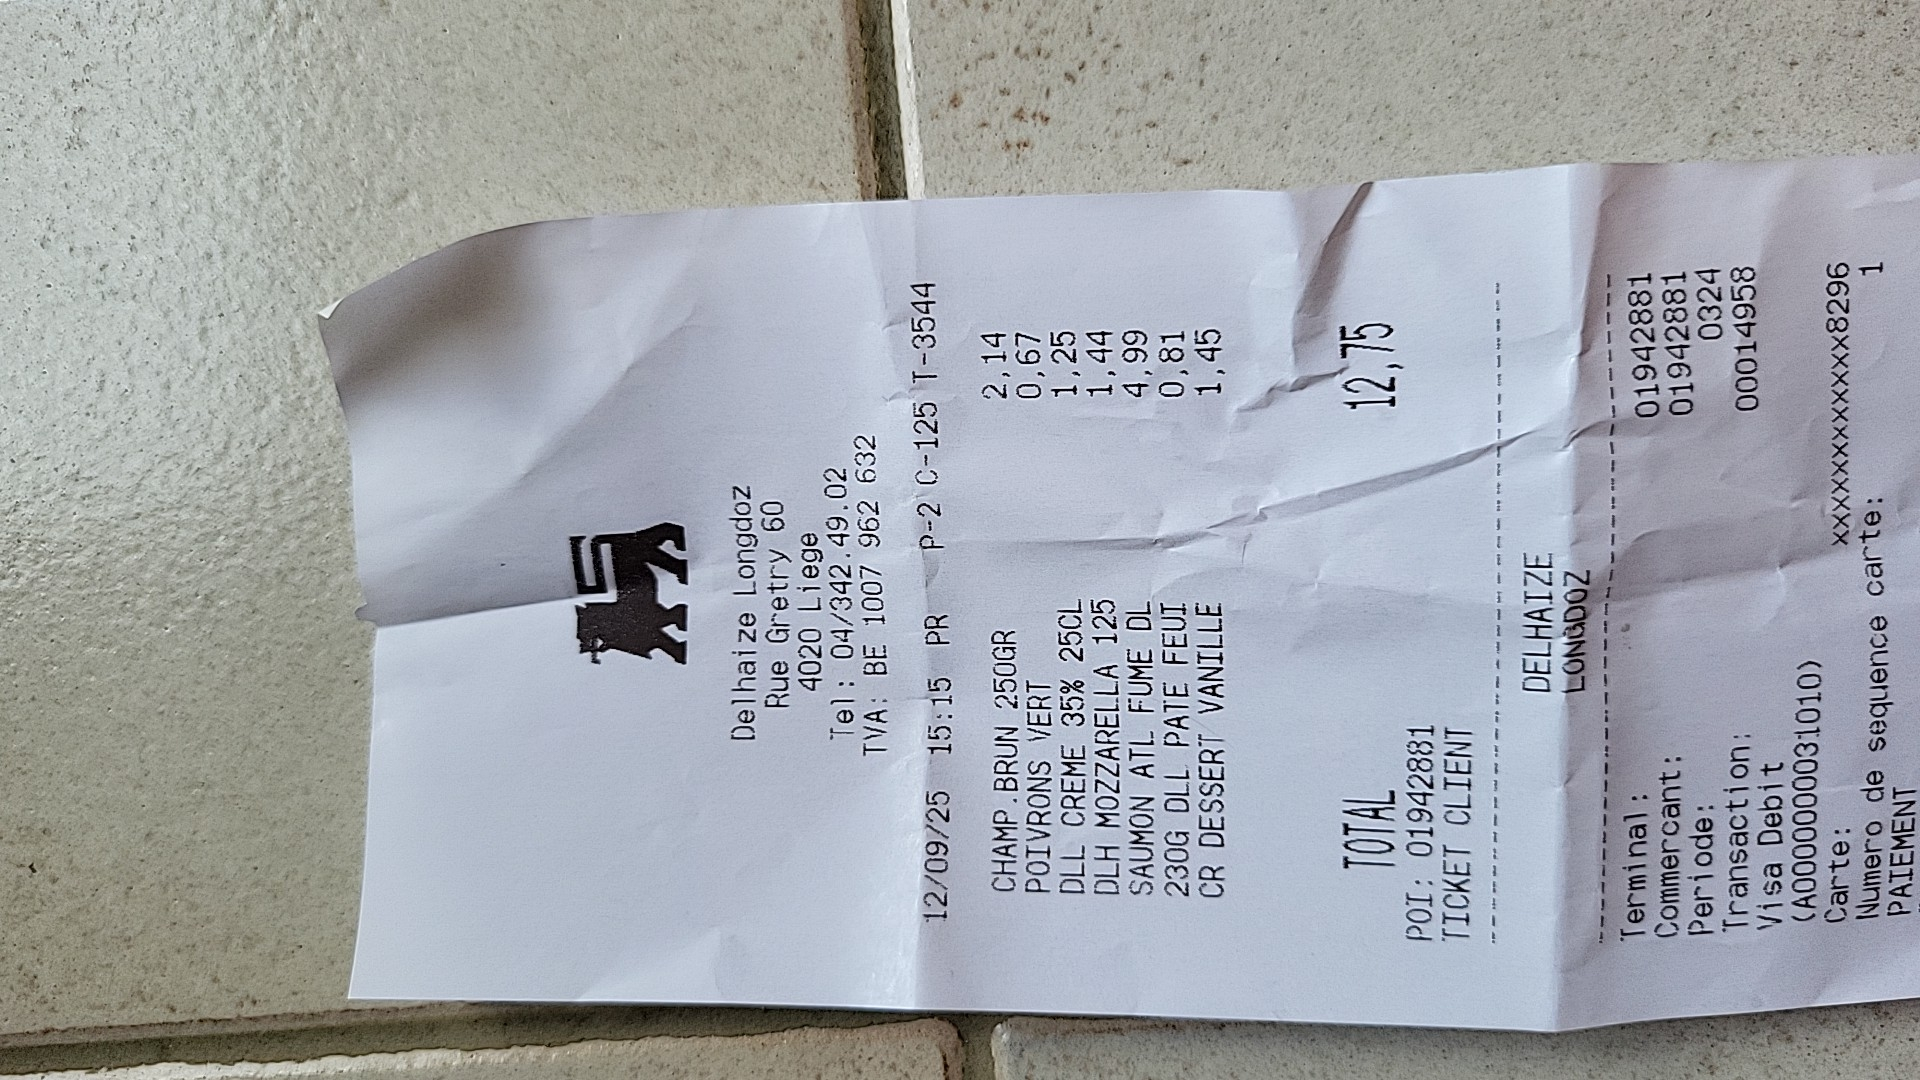 Delhaize Longdoz
Rue Gretry 60
4020 Liege
Tel: 04/342.49.02
TVA: BE 1007 962 632
12/09/25 15:15 PR P-2 C-125 T-3544
CHAMP.BRUN 250GR 2,14
POIVRONS VERT 0,67
DLL CREME 35% 25CL 1,25
DLH MOZZARELLA 125 1,44
SAUMON ATL FUME DL 4,99
230G DLL PATE FEUI 0,81
CR DESSERT VANILLE 1,45
TOTAL 12,75
POI: 01942881
TICKET CLIENT
DELHAIZE
LONGDOZ
Terminal: 01942881
Commercant: 01942881
Periode: 0324
Transaction: 00014958
Visa Debit
(A0000000031010)
Carte: xxxxxxxxxxxxxxx8296
Numero de sequence carte: 1
PAIEMENT